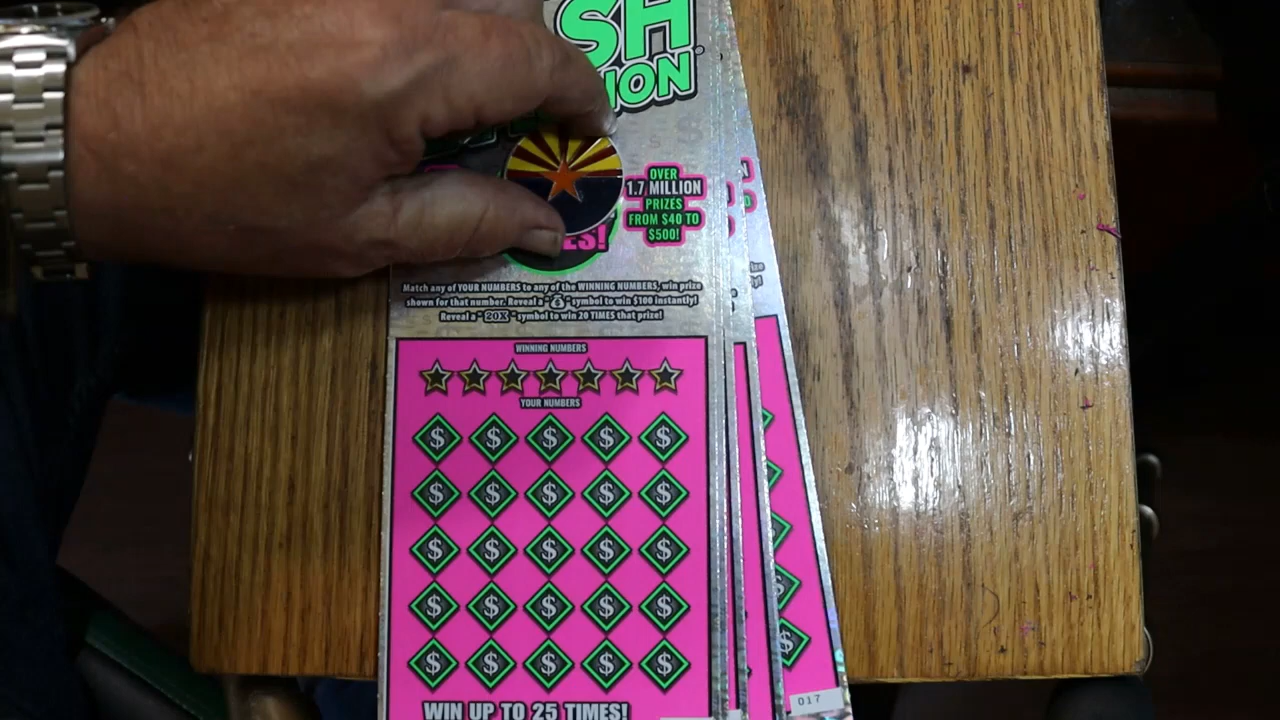 SH
ION
OVER
1.7 MILLION
PRIZES
FROM $40 TO
$500!
ES!
Match any of YOUR NUMBERS to any of the WINNING NUMBERS, win prize
shown for that number. Reveal a " " symbol to win $100 instantly!
Reveal a "20X" symbol to win 20 TIMES that prize!
WINNING NUMBERS
YOUR NUMBERS
$ $ $ $ $
$ $ $ $ $
$ $ $ $ $
$ $ $ $ $
$ $ $ $ $
WIN UP TO 25 TIMES!
017